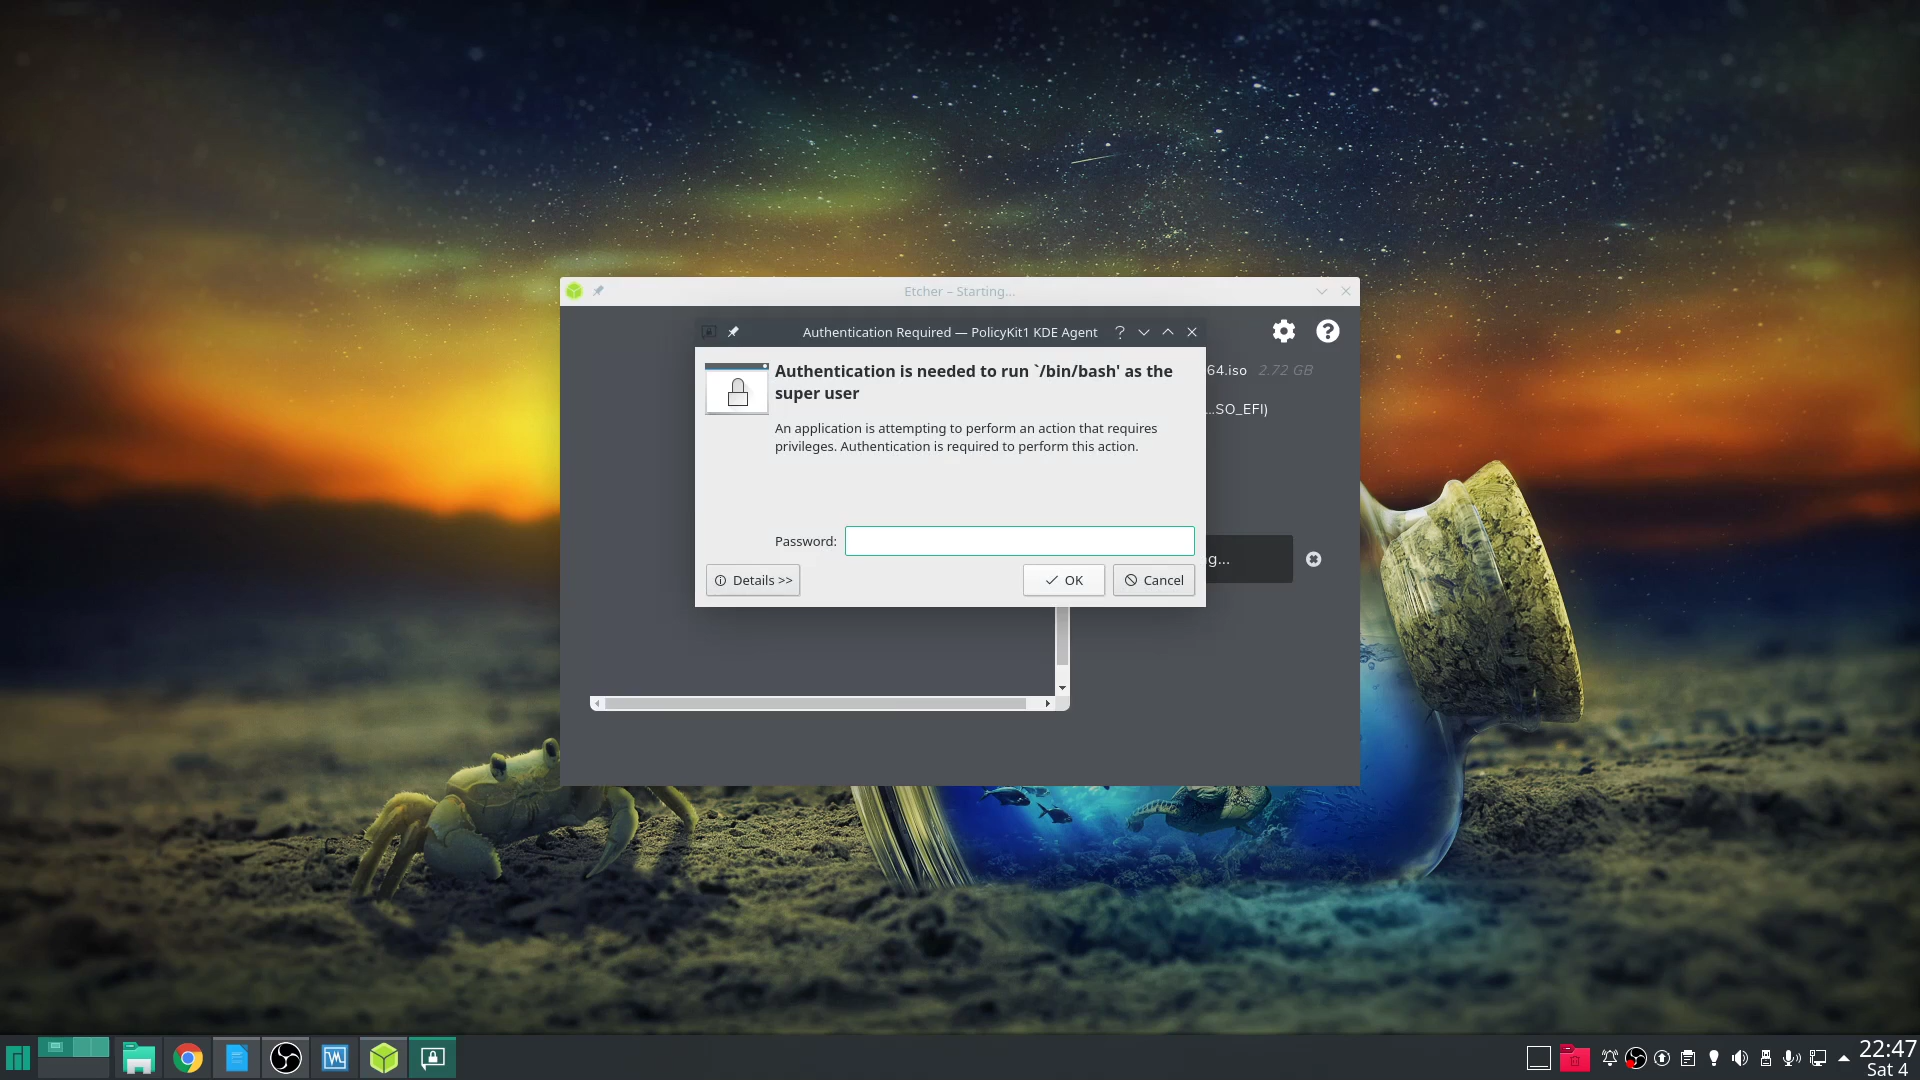 Etcher – Starting...
Authentication Required — PolicyKit1 KDE Agent
Authentication is needed to run `/bin/bash' as the
super user
An application is attempting to perform an action that requires
privileges. Authentication is required to perform this action.
64.iso 2.72 GB
...SO_EFI)
Password:
g...
Details >>
OK
Cancel
22:47
Sat 4